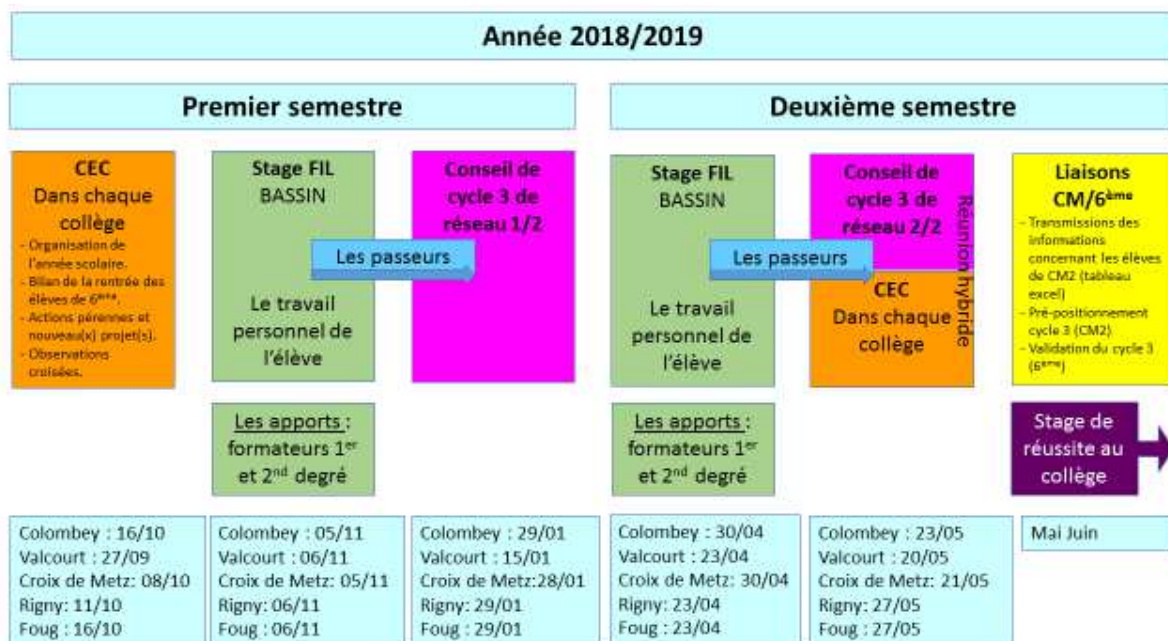 Année 2018/2019
Premier semestre
Deuxième semestre
CEC
Dans chaque
collège
- Organisation de
l'année scolaire.
- Bilan de la rentrée des
élèves de 6ème.
- Actions pérennes et
nouveau(x) projet(s).
- Observations
croisées.
Stage FIL
BASSIN
Le travail
personnel de
l'élève
Les passeurs
Conseil de
cycle 3 de
réseau 1/2
Les apports :
formateurs 1er
et 2nd degré
Stage FIL
BASSIN
Le travail
personnel de
l'élève
Les passeurs
Conseil de
cycle 3 de
réseau 2/2
CEC
Dans chaque
collège
Réunion hybride
Les apports :
formateurs 1er
et 2nd degré
Liaisons
CM/6ème
- Transmissions des
informations
concernant les élèves
de CM2 (tableau
excel)
- Pré-positionnement
cycle 3 (CM2).
- Validation du cycle 3
(6ème)
Stage de
réussite au
collège
Colombey : 16/10
Valcourt : 27/09
Croix de Metz: 08/10
Rigny: 11/10
Foug : 16/10
Colombey : 05/11
Valcourt : 06/11
Croix de Metz: 05/11
Rigny: 06/11
Foug : 06/11
Colombey : 29/01
Valcourt : 15/01
Croix de Metz:28/01
Rigny: 29/01
Foug : 29/01
Colombey : 30/04
Valcourt : 23/04
Croix de Metz: 30/04
Rigny: 23/04
Foug : 23/04
Colombey : 23/05
Valcourt : 20/05
Croix de Metz: 21/05
Rigny: 27/05
Foug : 27/05
Mai Juin